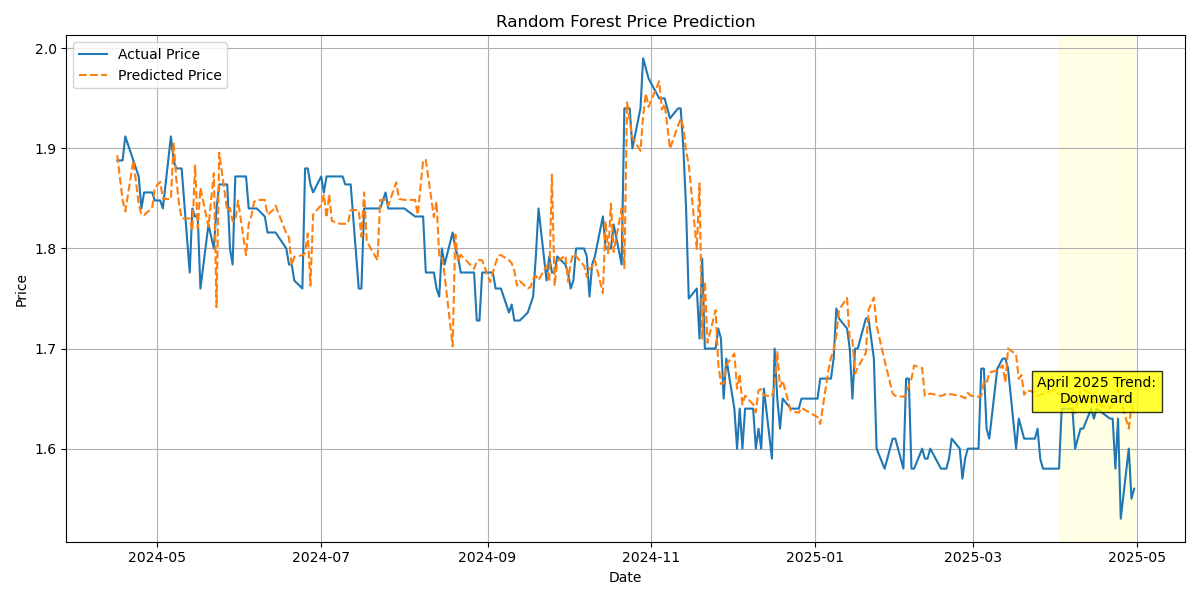 Random Forest Price Prediction
Actual Price
Predicted Price
2.0
1.9
1.8
1.7
1.6
Price
April 2025 Trend:
Downward
2024-05
2024-07
2024-09
2024-11
2025-01
2025-03
2025-05
Date